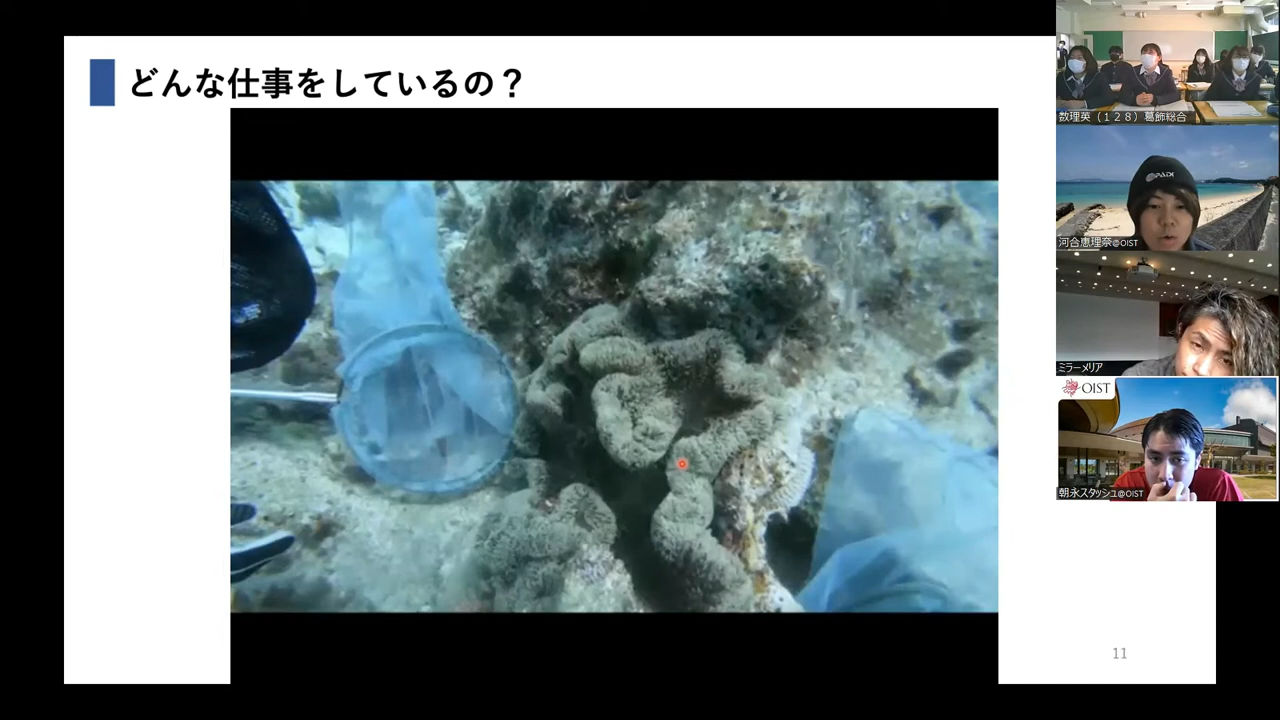 どんな仕事をしているの？
11
数理英（１２８）葛飾総合
PADI
河合恵理奈@OIST
ミラーメリア
OIST
朝永スタッシュ@OIST